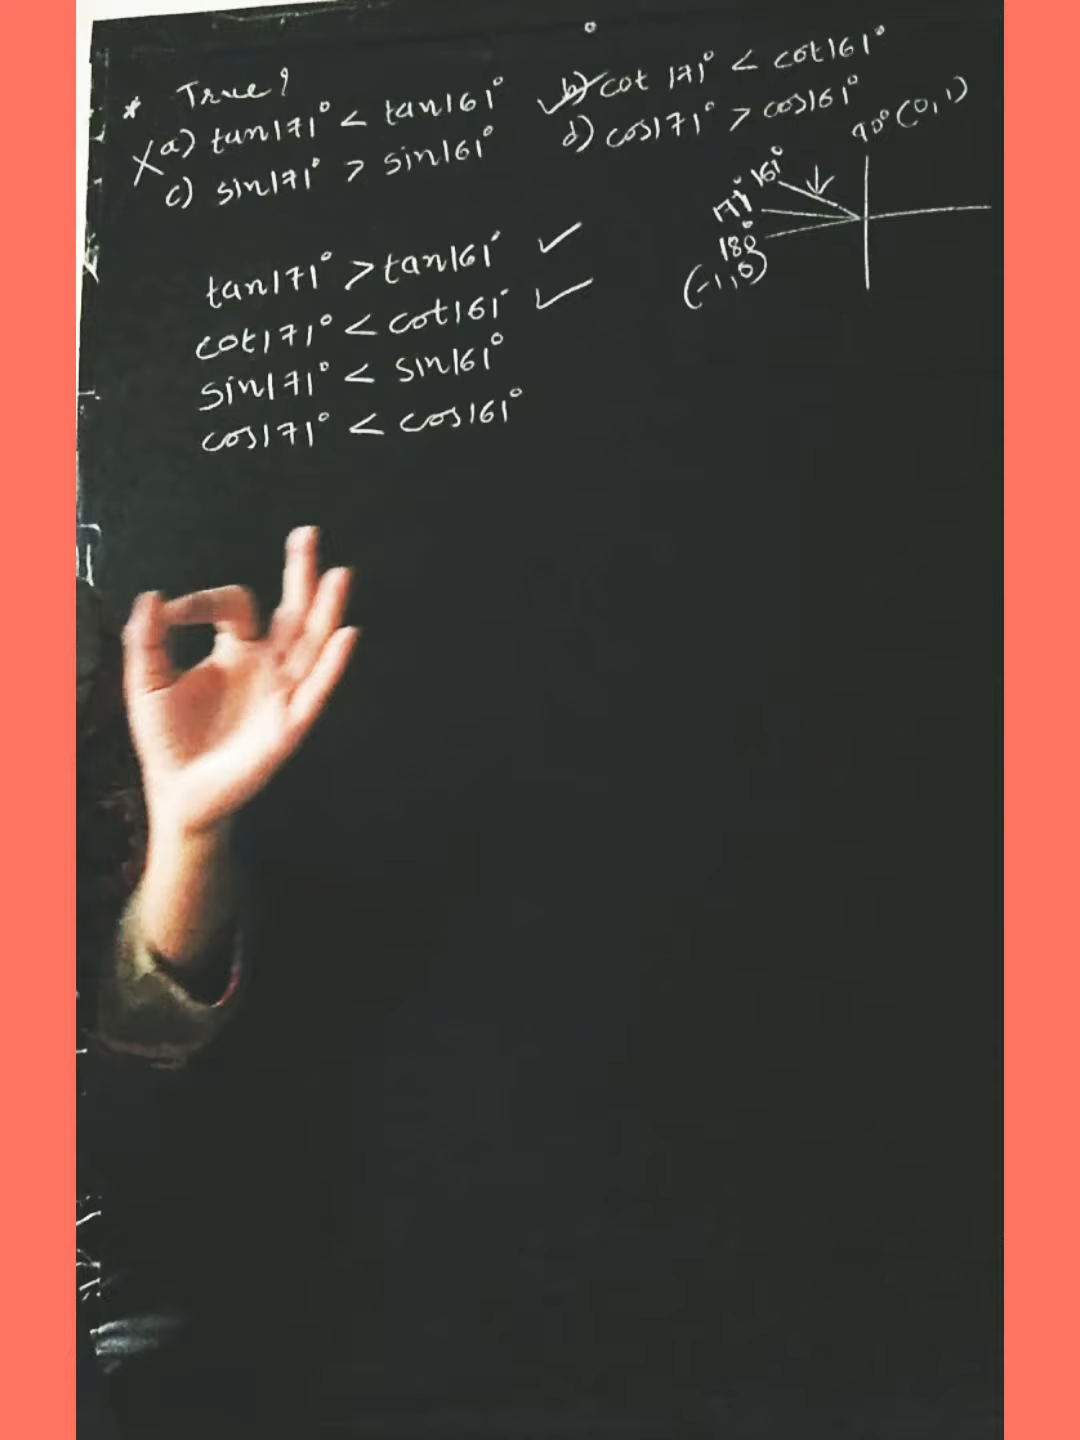 * True?
a) tan171° < tan161° b) cot 171° < cot161°
c) sin171° > sin161° d) cos171° > cos161°
90° (0,1)
161°
171°
180°
(-1,0)
tan171° > tan161° ✓
cot171° < cot161° ✓
sin171° < sin161°
cos171° < cos161°